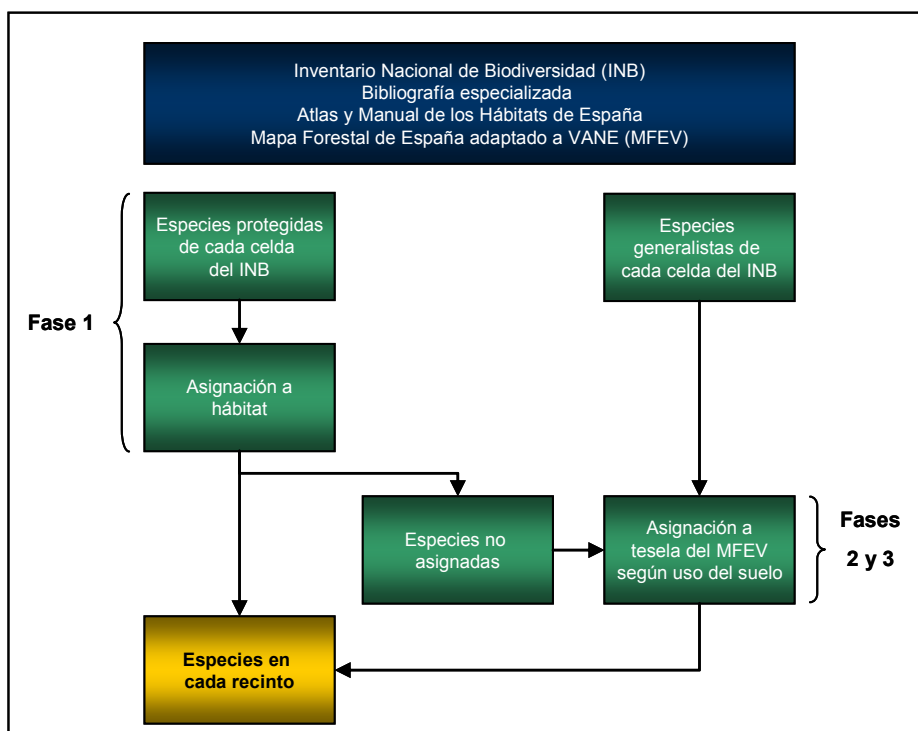 Inventario Nacional de Biodiversidad (INB)
Bibliografía especializada
Atlas y Manual de los Hábitats de España
Mapa Forestal de España adaptado a VANE (MFEV)
Especies protegidas
de cada celda
del INB
Especies
generalistas de
cada celda del INB
Fase 1
Asignación a
hábitat
Especies no
asignadas
Asignación a
tesela del MFEV
según uso del suelo
Fases
2 y 3
Especies en
cada recinto